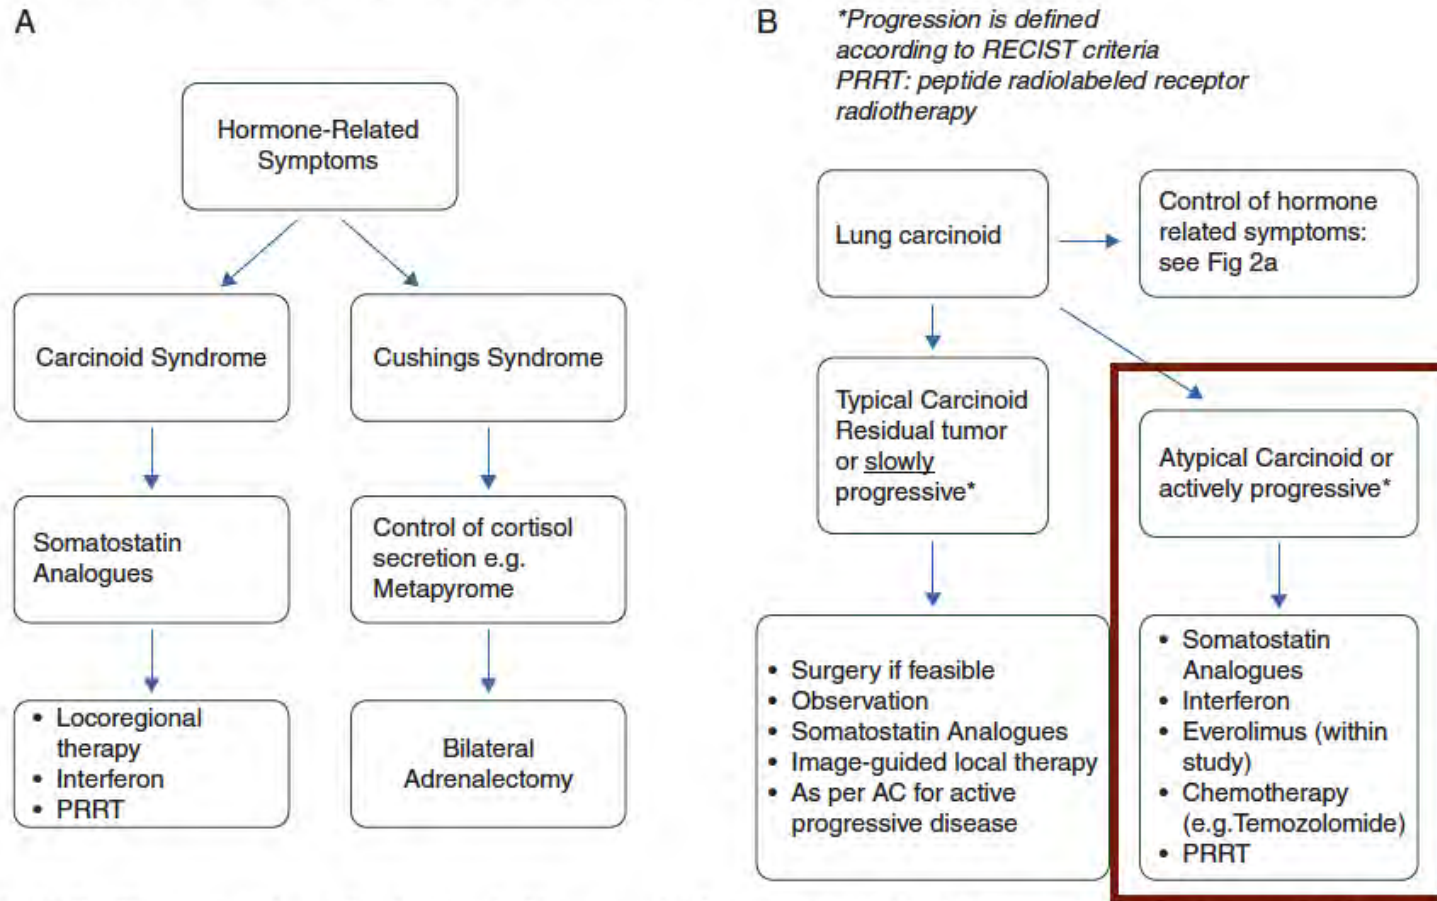 A
Hormone-Related
Symptoms
Carcinoid Syndrome
Cushings Syndrome
Somatostatin
Analogues
Control of cortisol
secretion e.g.
Metapyrome
• Locoregional
therapy
• Interferon
• PRRT
Bilateral
Adrenalectomy
B
*Progression is defined
according to RECIST criteria
PRRT: peptide radiolabeled receptor
radiotherapy
Lung carcinoid
Control of hormone
related symptoms:
see Fig 2a
Typical Carcinoid
Residual tumor
or slowly
progressive*
Atypical Carcinoid or
actively progressive*
• Surgery if feasible
• Observation
• Somatostatin Analogues
• Image-guided local therapy
• As per AC for active
progressive disease
• Somatostatin
Analogues
• Interferon
• Everolimus (within
study)
• Chemotherapy
(e.g.Temozolomide)
• PRRT